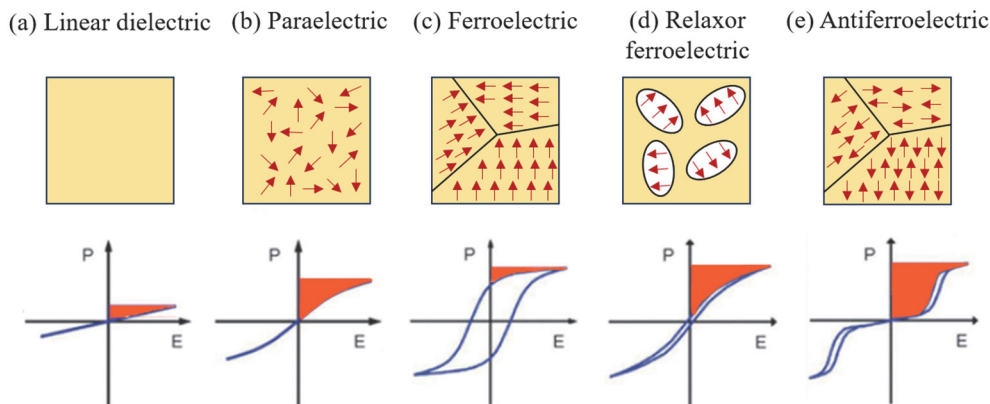 (a) Linear dielectric
(b) Paraelectric
(c) Ferroelectric
(d) Relaxor
ferroelectric
(e) Antiferroelectric
P
E
P
E
P
E
P
E
P
E